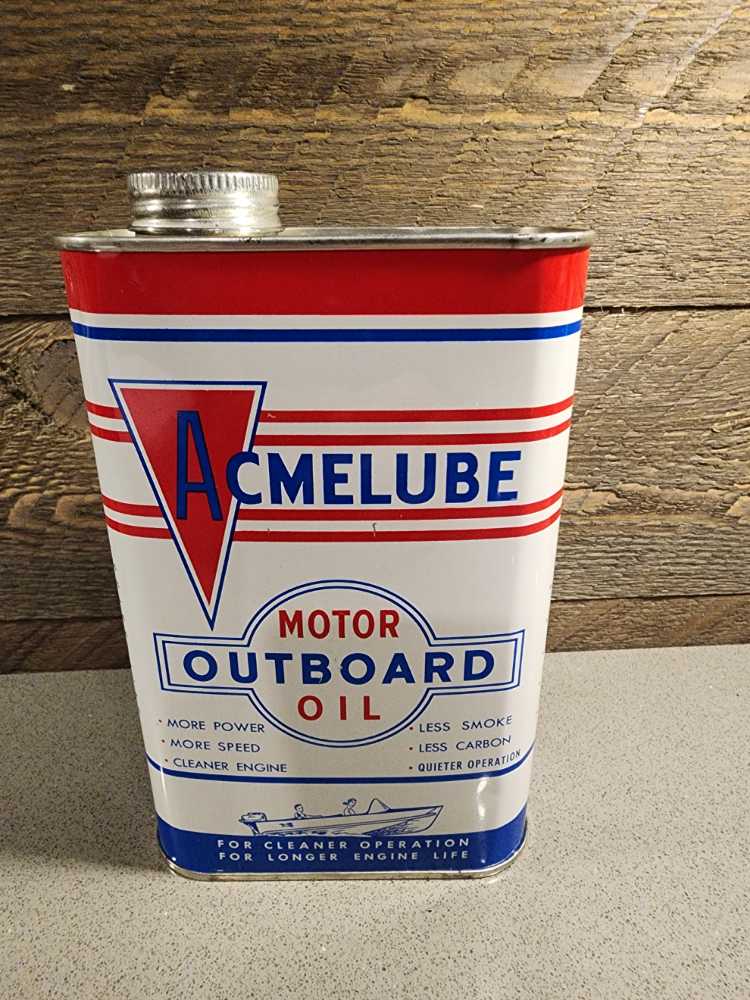 ACMELUBE
MOTOR
OUTBOARD
OIL
• MORE POWER
• MORE SPEED
• CLEANER ENGINE
• LESS SMOKE
• LESS CARBON
• QUIETER OPERATION
FOR CLEANER OPERATION
FOR LONGER ENGINE LIFE